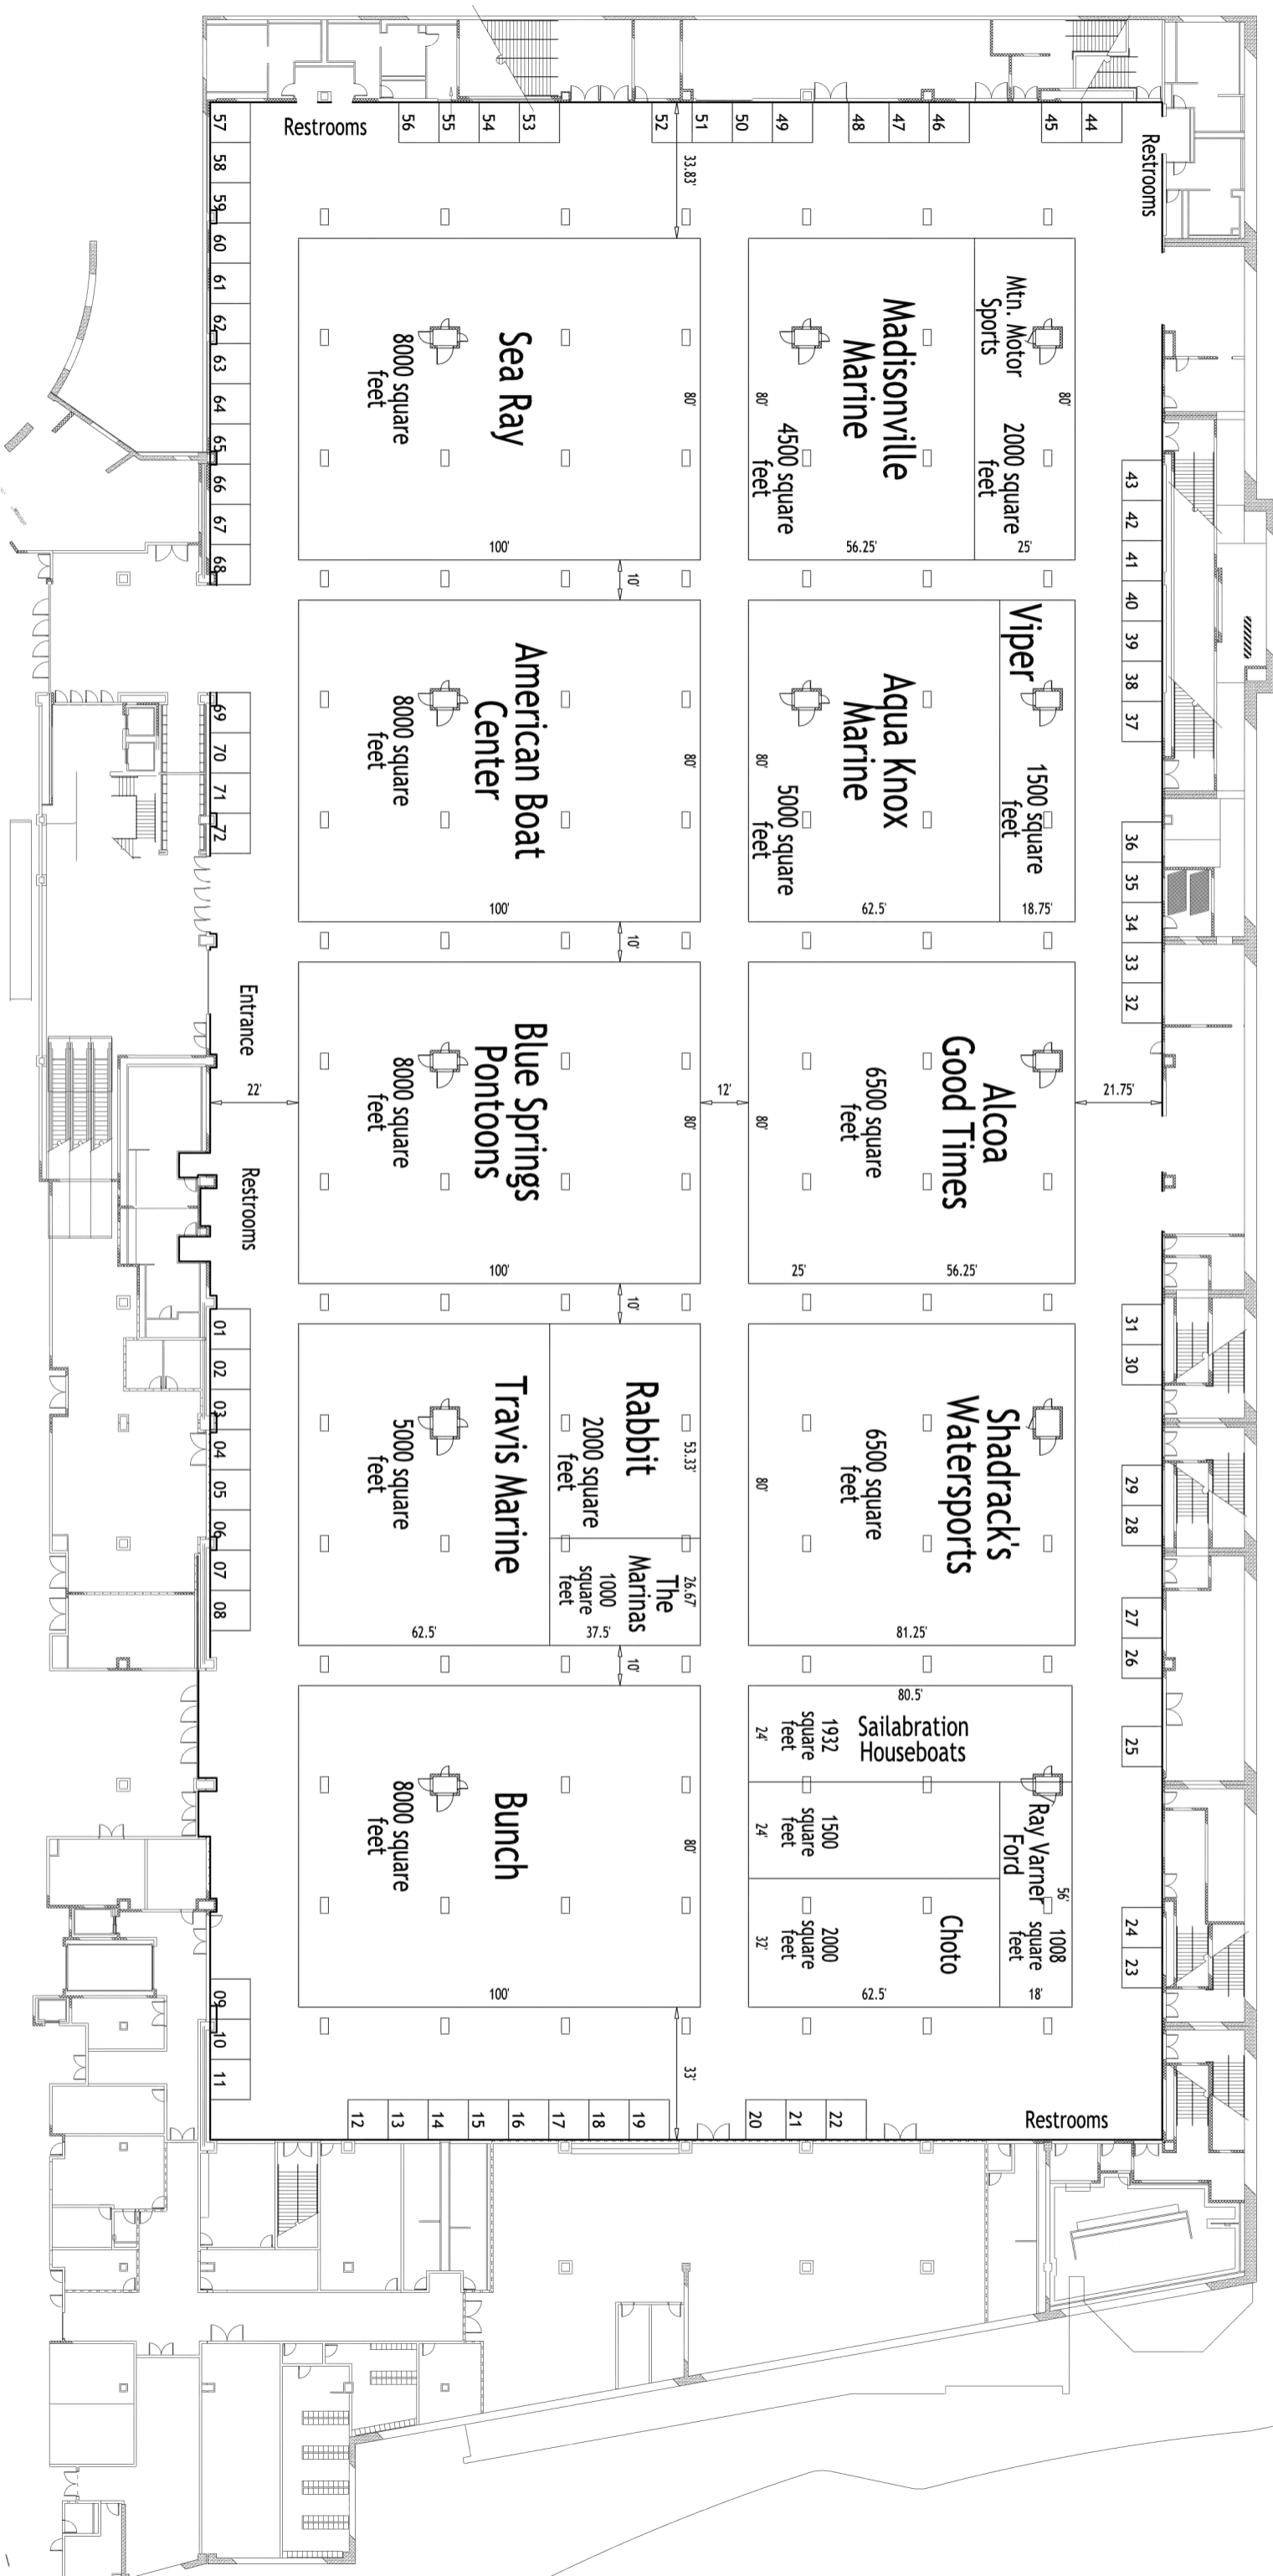 57
58
59
60
61
62
63
64
65
66
67
68
69
70
71
72
Restrooms
56
55
54
53
52
51
50
49
48
47
46
45
44
Restrooms
33.83'
Sea Ray
8000 square
feet
80'
100'
Madisonville
Marine
4500 square
feet
80'
56.25'
Mtn. Motor
Sports
2000 square
feet
80'
25'
43
42
41
40
39
38
37
36
35
34
33
32
10'
American Boat
Center
8000 square
feet
80'
100'
Aqua Knox
Marine
5000 square
feet
80'
62.5'
Viper
1500 square
feet
18.75'
10'
Entrance
22'
Restrooms
Blue Springs
Pontoons
8000 square
feet
80'
100'
12'
Alcoa
Good Times
6500 square
feet
80'
25'
56.25'
21.75'
10'
01
02
03
04
05
06
07
08
Travis Marine
5000 square
feet
62.5'
Rabbit
2000 square
feet
53.33'
The
Marinas
1000
square
feet
26.67'
37.5'
Shadrack's
Watersports
6500 square
feet
80'
81.25'
31
30
29
28
27
26
25
24
23
10'
Bunch
8000 square
feet
80'
100'
80.5'
Sailabration
Houseboats
1932
square
feet
24'
1500
square
feet
24'
Ray Varner
Ford
56'
1008
square
feet
18'
Choto
2000
square
feet
32'
62.5'
33'
09
10
11
12
13
14
15
16
17
18
19
20
21
22
Restrooms